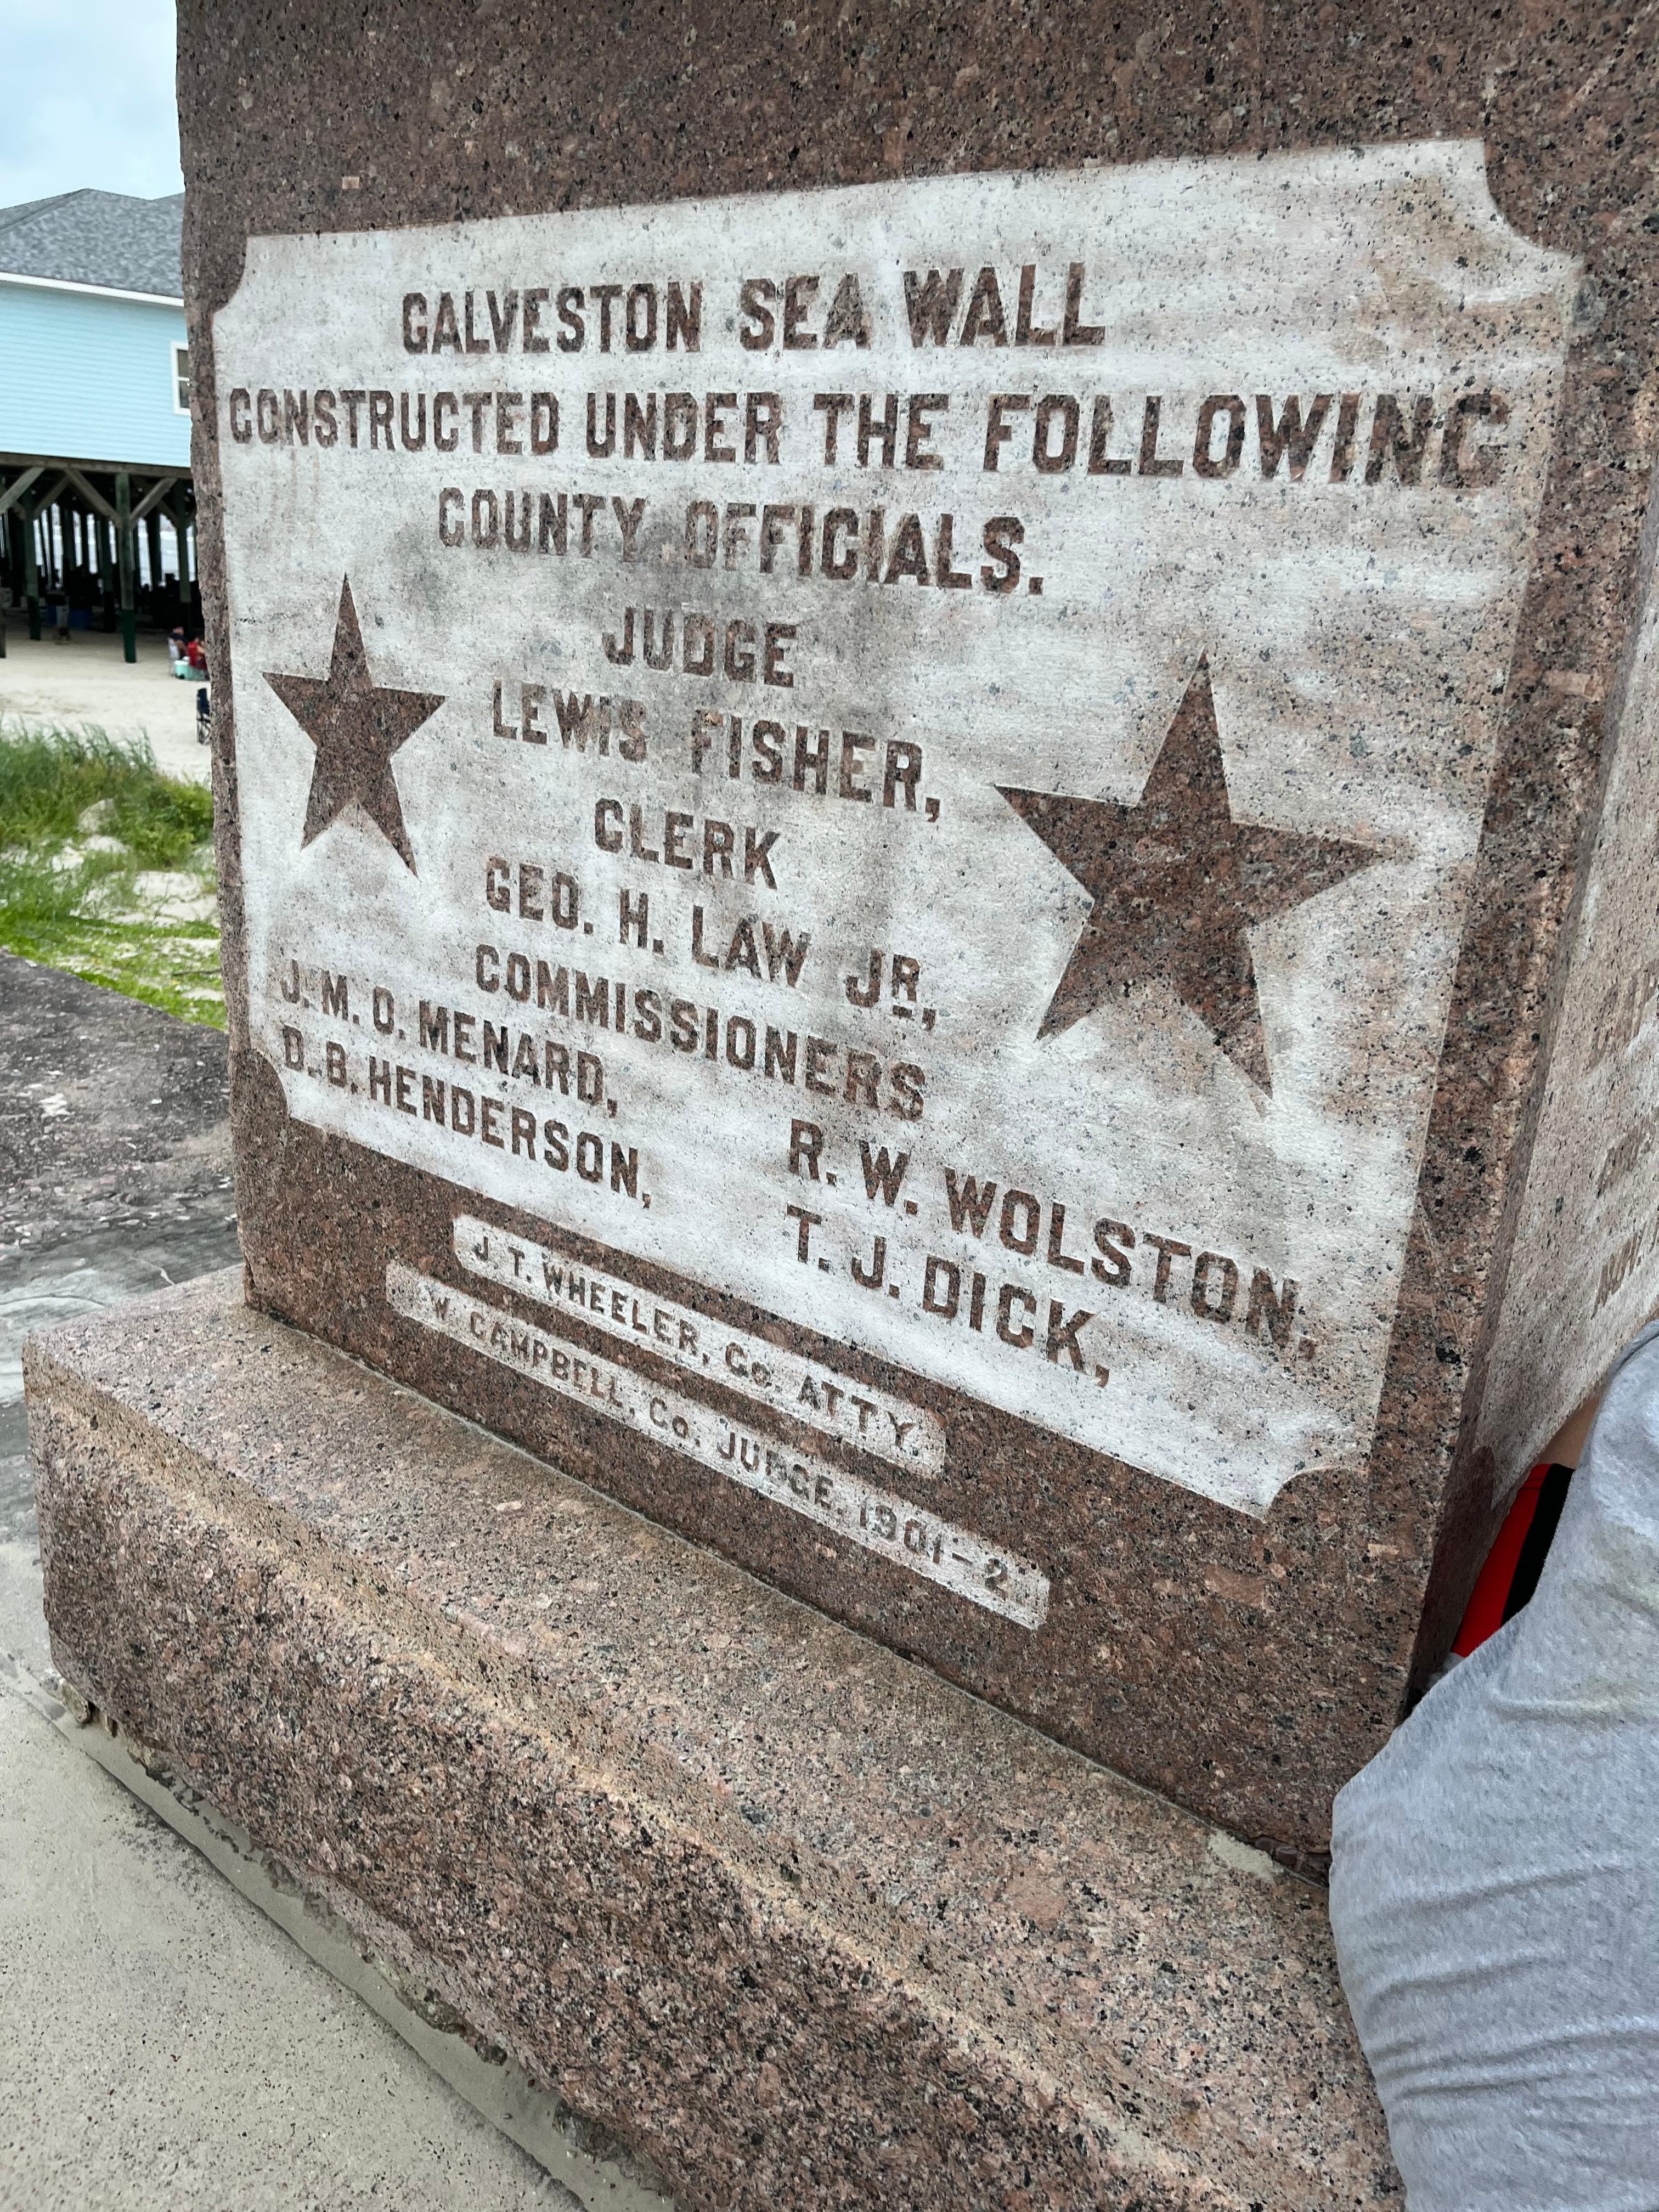 GALVESTON SEA WALL
CONSTRUCTED UNDER THE FOLLOWING
COUNTY OFFICIALS.
JUDGE
LEWIS FISHER,
CLERK
GEO. H. LAW JR,
COMMISSIONERS
J. M. O. MENARD, R. W. WOLSTON,
D. B. HENDERSON, T. J. DICK,
J. T. WHEELER, Co. ATTY.
W. CAMPBELL, Co. JUDGE, 1901-2